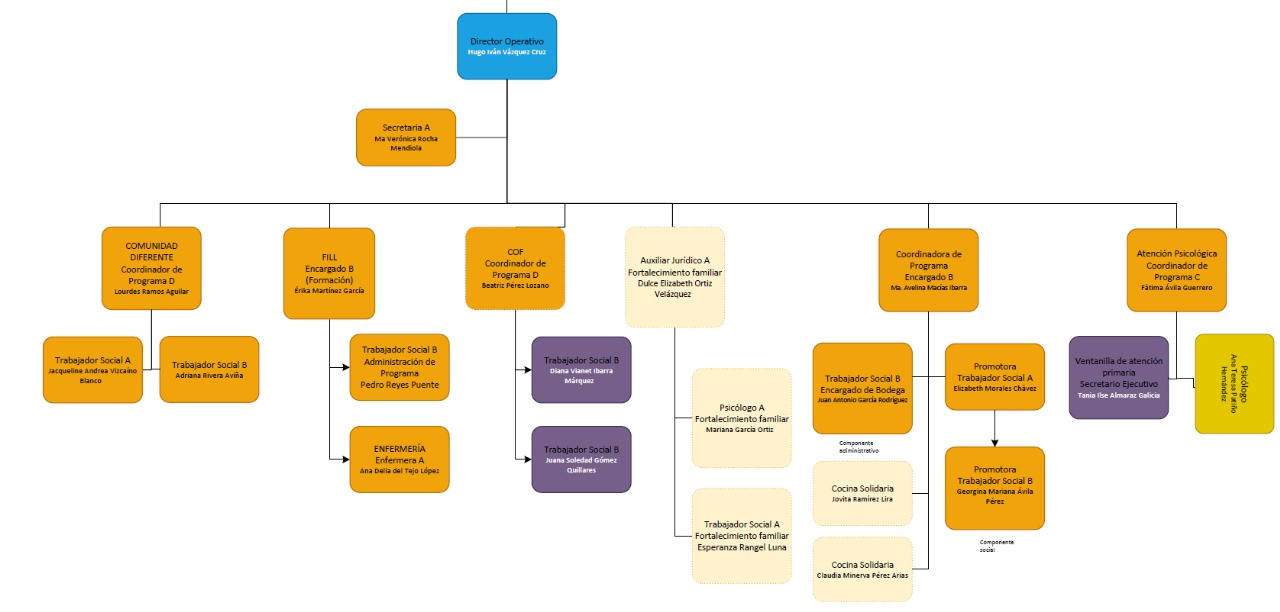 Director Operativo
Hugo Iván Vázquez Cruz
Secretaria A
Ma Verónica Rocha
Mendiola
COMUNIDAD
DIFERENTE
Coordinador de
Programa D
Lourdes Ramos Aguilar
FILL
Encargado B
(Formación)
Érika Martínez García
COF
Coordinador de
Programa D
Beatriz Pérez Lozano
Auxiliar Jurídico A
Fortalecimiento familiar
Dulce Elizabeth Ortiz
Velázquez
Coordinadora de
Programa
Encargado B
Ma. Avelina Macías Ibarra
Atención Psicológica
Coordinador de
Programa C
Fátima Ávila Guerrero
Trabajador Social A
Jacqueline Andrea Vizcaíno
Blanco
Trabajador Social B
Adriana Rivera Aviña
Trabajador Social B
Administración de
Programa
Pedro Reyes Puente
ENFERMERÍA
Enfermera A
Ana Delia del Tejo López
Trabajador Social B
Diana Vianet Ibarra
Márquez
Trabajador Social B
Juana Soledad Gómez
Quillares
Psicólogo A
Fortalecimiento familiar
Mariana García Ortiz
Trabajador Social A
Fortalecimiento familiar
Esperanza Rangel Luna
Trabajador Social B
Encargado de Bodega
Juan Antonio García Rodríguez
Componente
administrativo
Cocina Solidaria
Jovita Ramírez Lira
Cocina Solidaria
Claudia Minerva Pérez Arias
Promotora
Trabajador Social A
Elizabeth Morales Chávez
Promotora
Trabajador Social B
Georgina Mariana Ávila
Pérez
Componente
social
Ventanilla de atención
primaria
Secretario Ejecutivo
Tania Ilse Almaraz Galicia
Psicólogo
Ana Teresa Patiño
Hernández